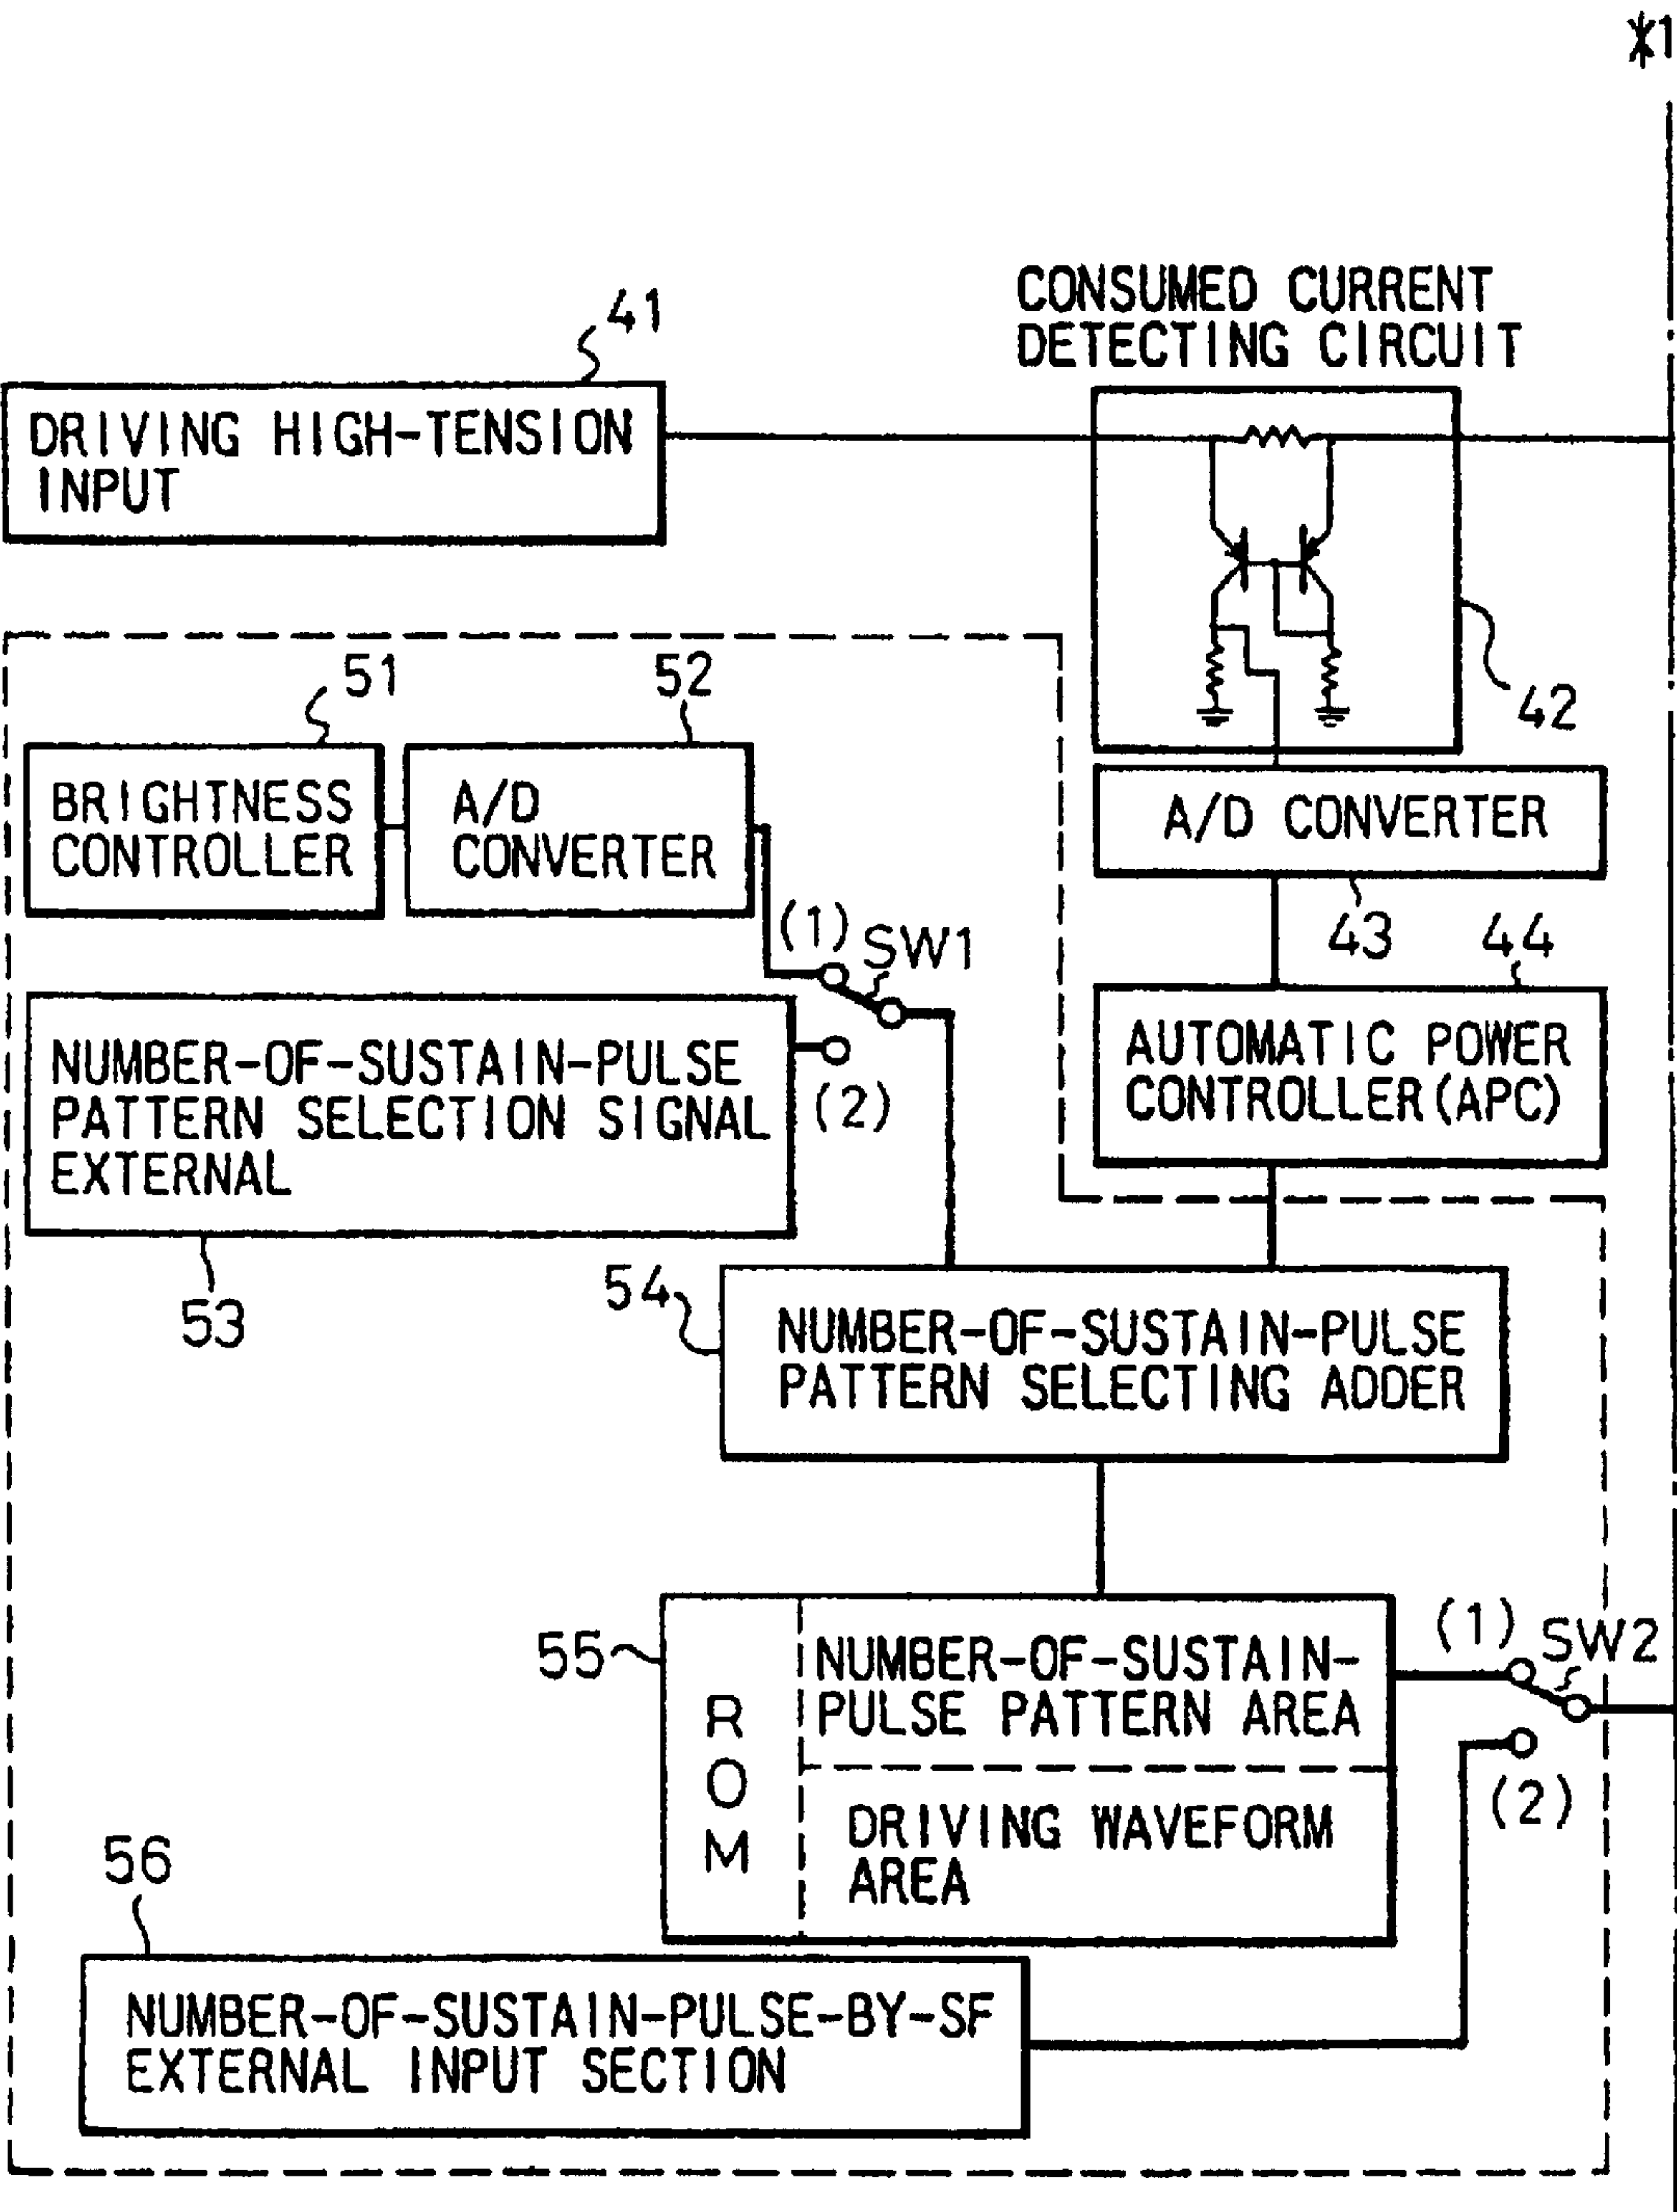 ※1
41
CONSUMED CURRENT
DETECTING CIRCUIT
DRIVING HIGH-TENSION
INPUT
42
51
52
BRIGHTNESS
CONTROLLER
A/D
CONVERTER
A/D CONVERTER
43
44
(1)
SW1
(2)
NUMBER-OF-SUSTAIN-PULSE
PATTERN SELECTION SIGNAL
EXTERNAL
53
AUTOMATIC POWER
CONTROLLER(APC)
54
NUMBER-OF-SUSTAIN-PULSE
PATTERN SELECTING ADDER
55
ROM
NUMBER-OF-SUSTAIN-
PULSE PATTERN AREA
DRIVING WAVEFORM
AREA
(1)
SW2
(2)
56
NUMBER-OF-SUSTAIN-PULSE-BY-SF
EXTERNAL INPUT SECTION